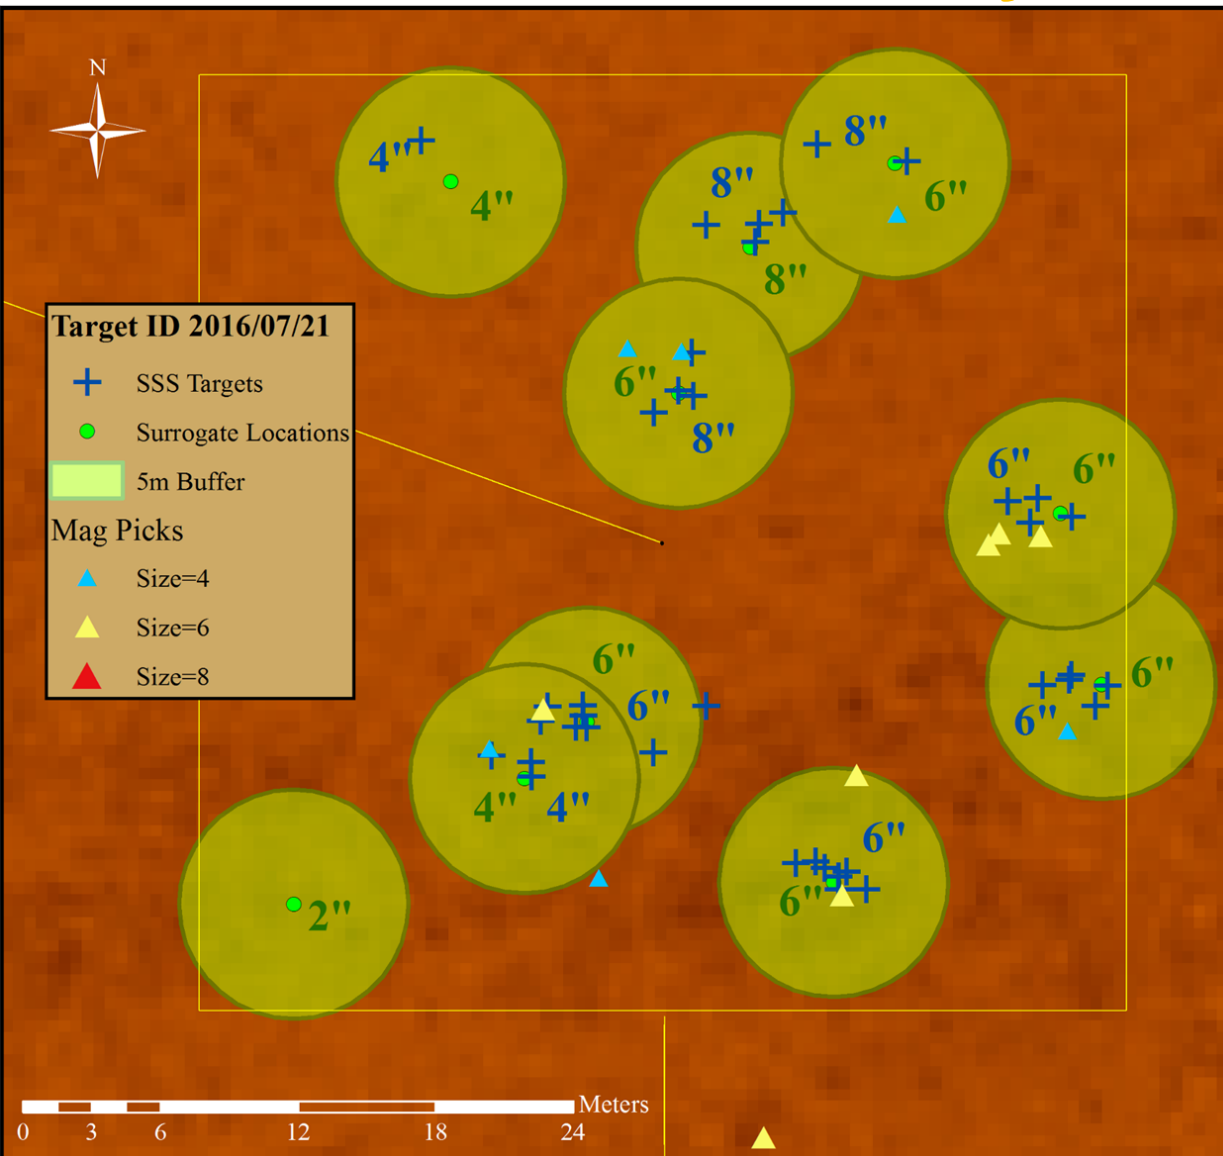 N
8"
4"
8"
6"
4"
8"
Target ID 2016/07/21
SSS Targets
Surrogate Locations
5m Buffer
Mag Picks
Size=4
Size=6
Size=8
6"
8"
6"
6"
6"
6"
6"
6"
4"
4"
6"
6"
2"
Meters
0 3 6 12 18 24